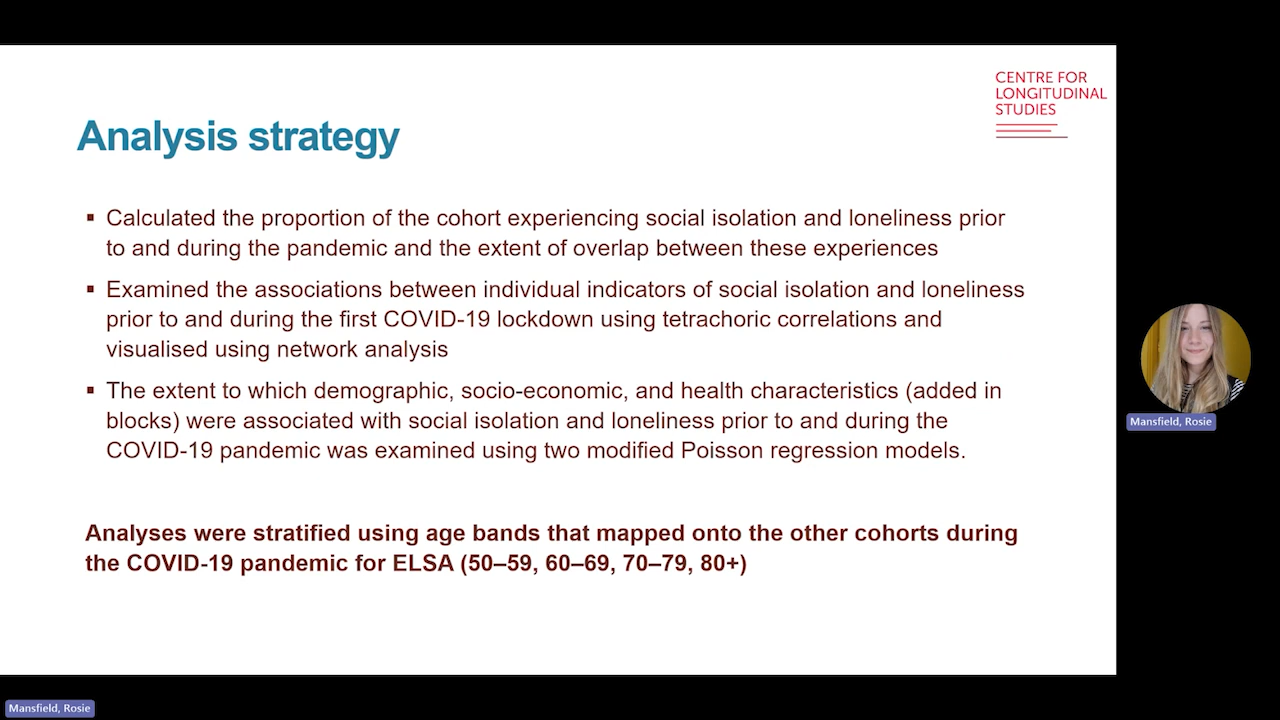 CENTRE FOR
LONGITUDINAL
STUDIES
Analysis strategy
▪ Calculated the proportion of the cohort experiencing social isolation and loneliness prior
to and during the pandemic and the extent of overlap between these experiences
▪ Examined the associations between individual indicators of social isolation and loneliness
prior to and during the first COVID-19 lockdown using tetrachoric correlations and
visualised using network analysis
▪ The extent to which demographic, socio-economic, and health characteristics (added in
blocks) were associated with social isolation and loneliness prior to and during the
COVID-19 pandemic was examined using two modified Poisson regression models.
Analyses were stratified using age bands that mapped onto the other cohorts during
the COVID-19 pandemic for ELSA (50–59, 60–69, 70–79, 80+)
Mansfield, Rosie
Mansfield, Rosie